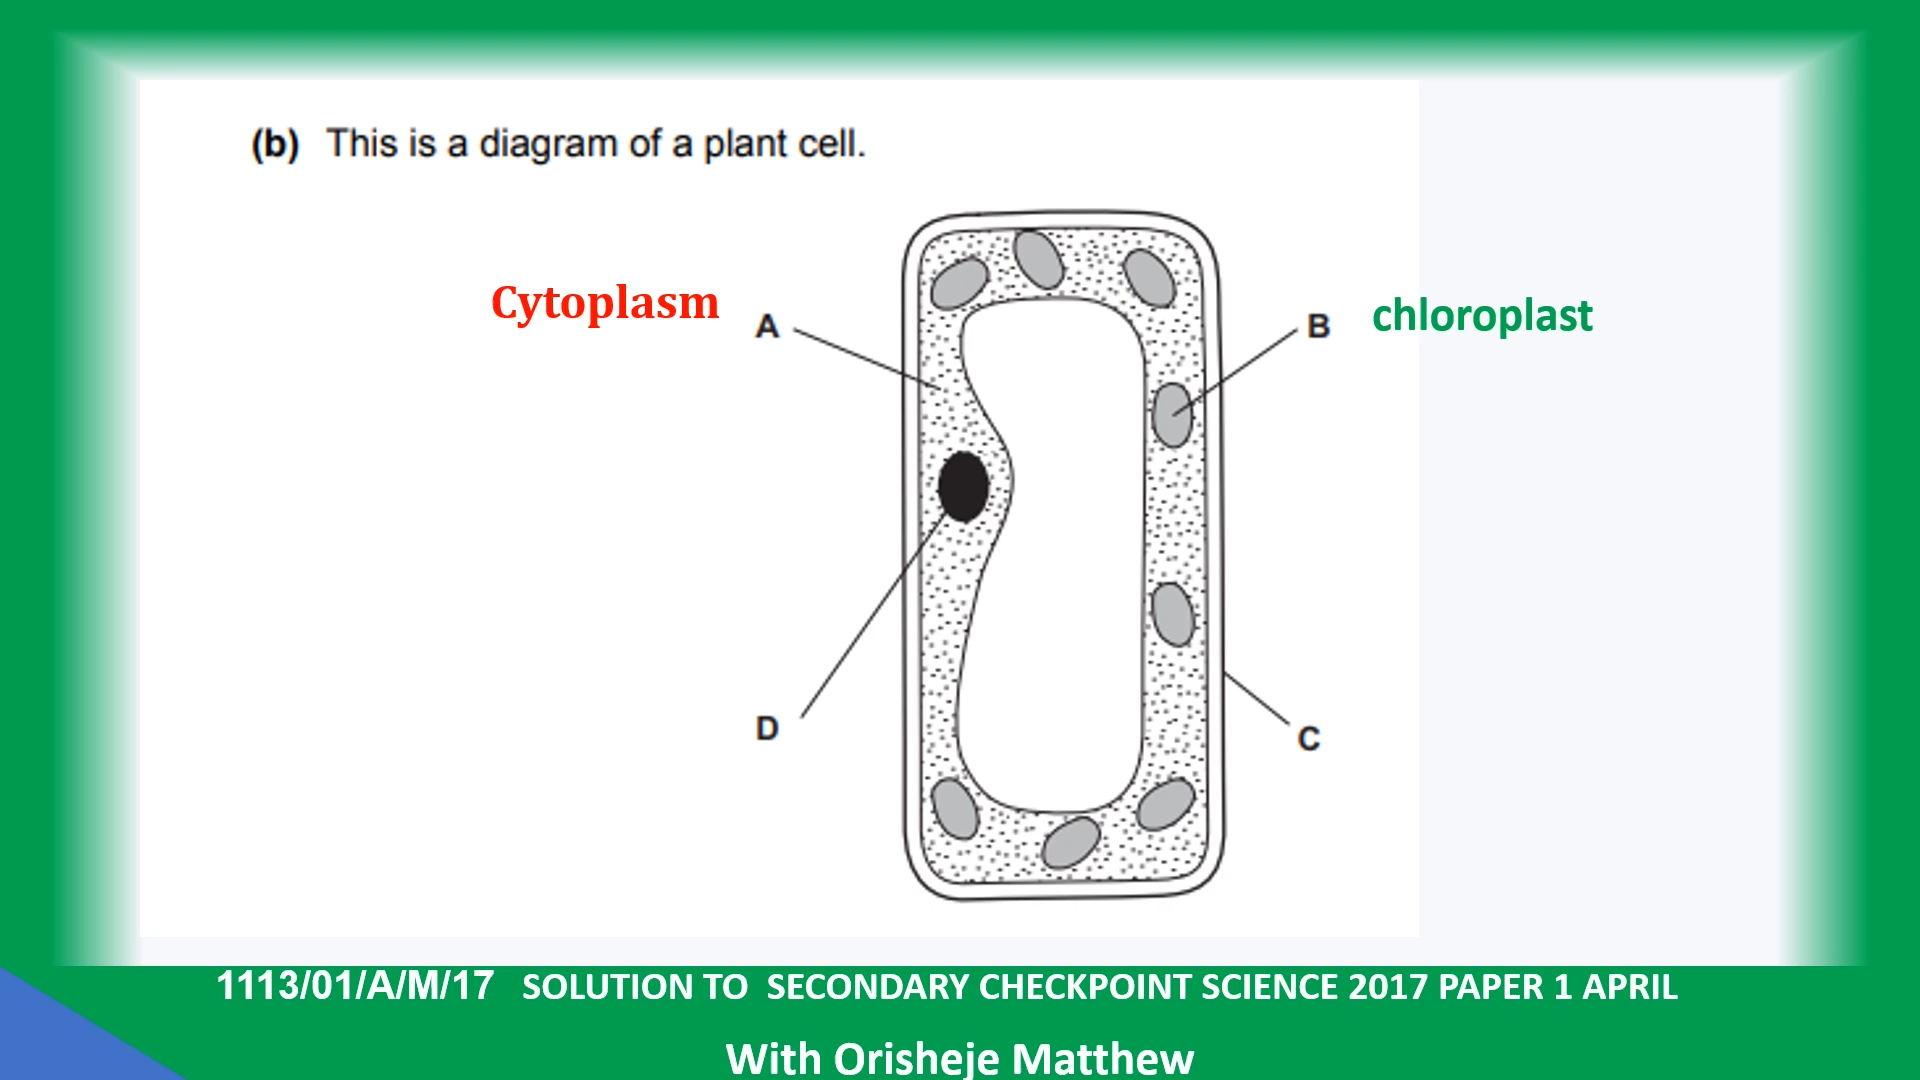 (b) This is a diagram of a plant cell.
Cytoplasm
A
B
chloroplast
D
C
1113/01/A/M/17 SOLUTION TO SECONDARY CHECKPOINT SCIENCE 2017 PAPER 1 APRIL
With Orisheje Matthew